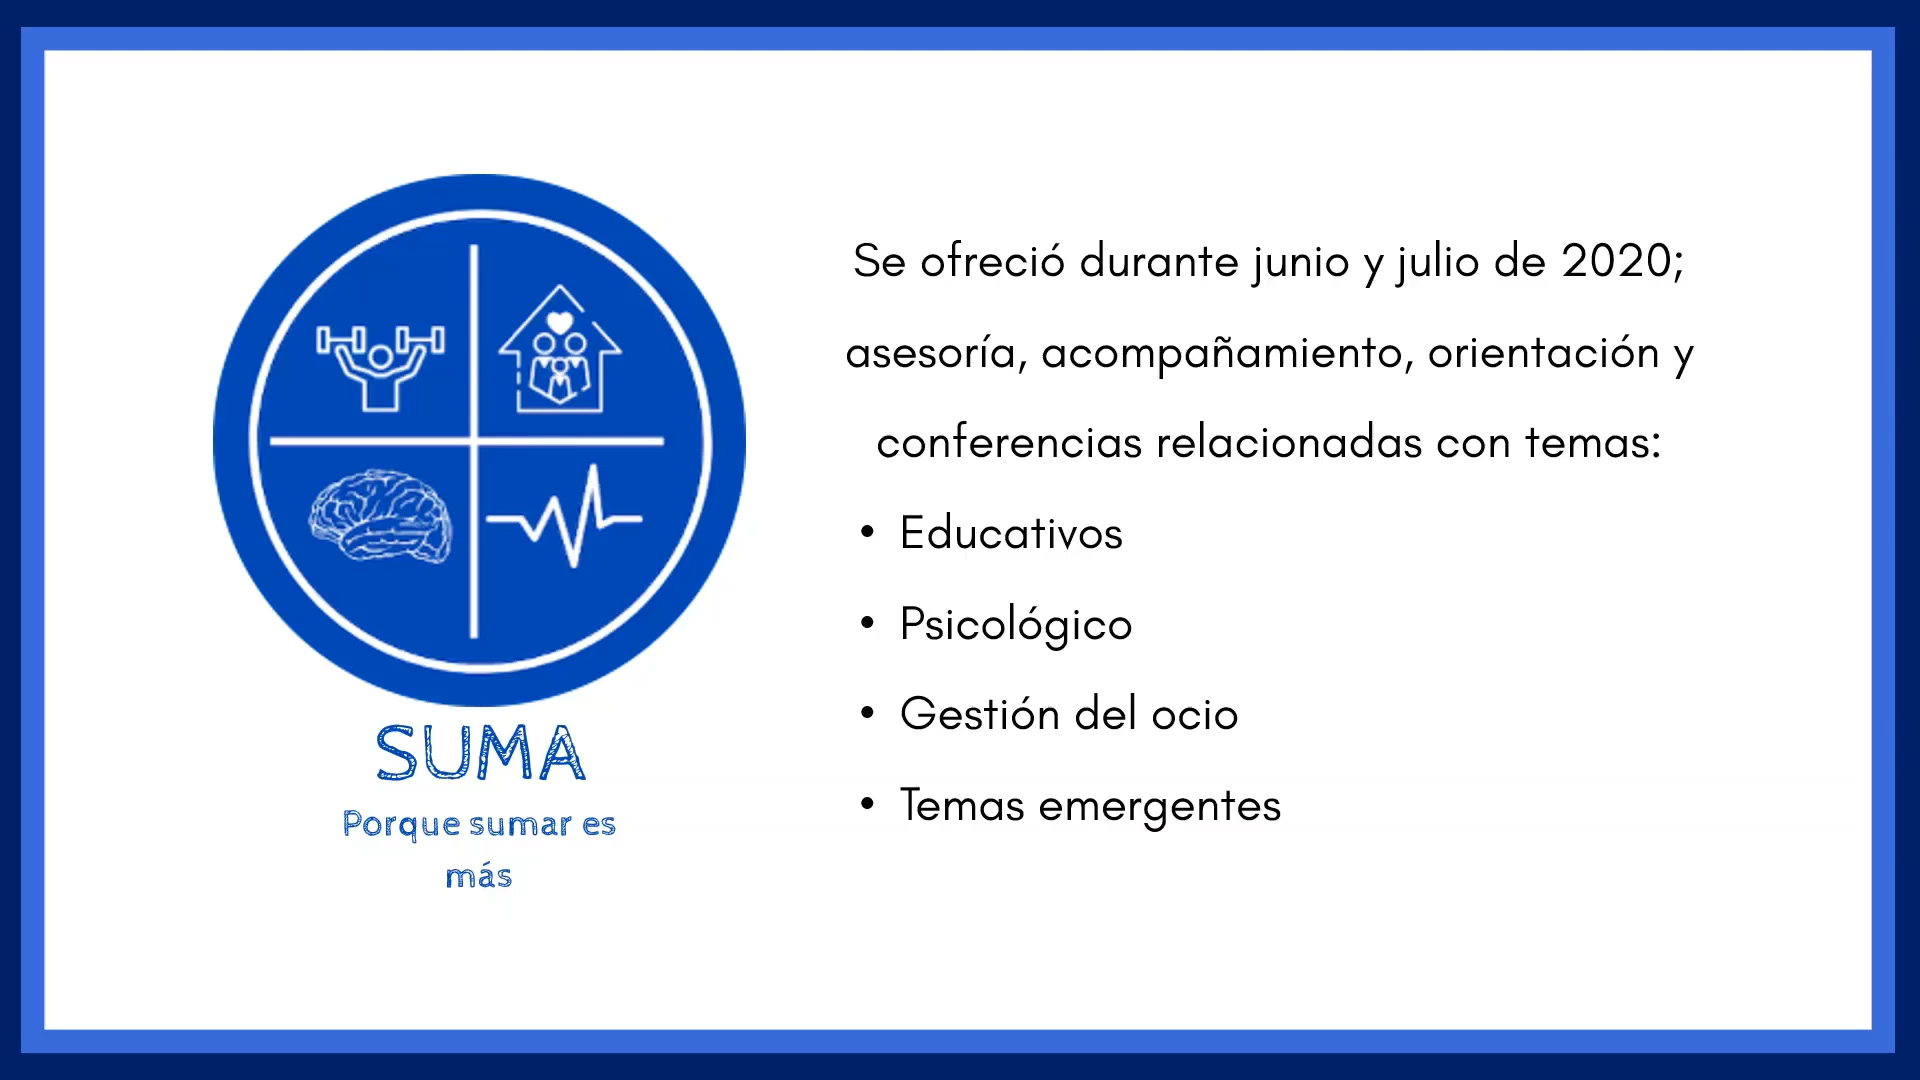 SUMA
Porque sumar es
más
Se ofreció durante junio y julio de 2020;
asesoría, acompañamiento, orientación y
conferencias relacionadas con temas:
• Educativos
• Psicológico
• Gestión del ocio
• Temas emergentes